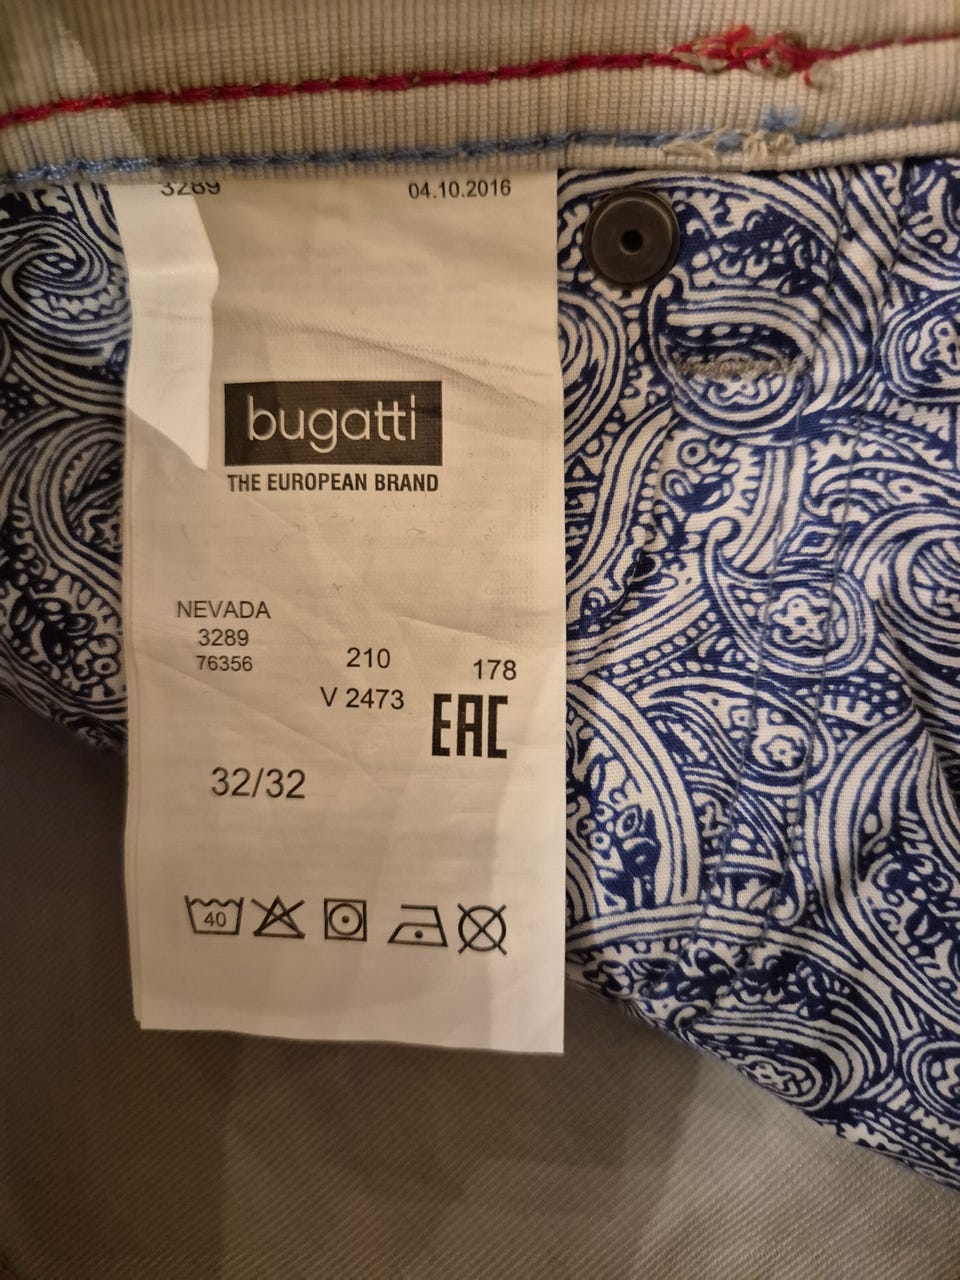 3289 04.10.2016
bugatti
THE EUROPEAN BRAND
NEVADA
3289
76356 210 178
V 2473 EAC
32/32
40